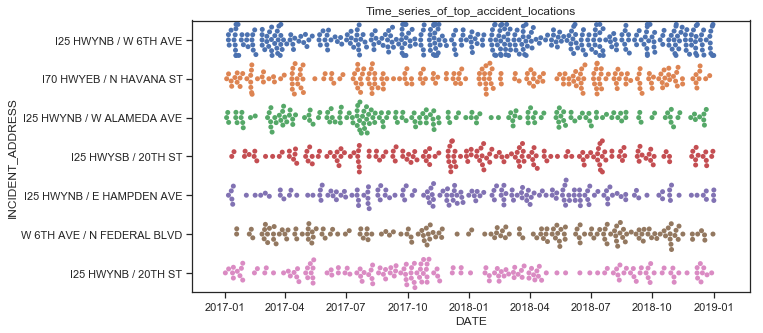 Time_series_of_top_accident_locations
INCIDENT_ADDRESS
I25 HWYNB / W 6TH AVE
I70 HWYEB / N HAVANA ST
I25 HWYNB / W ALAMEDA AVE
I25 HWYSB / 20TH ST
I25 HWYNB / E HAMPDEN AVE
W 6TH AVE / N FEDERAL BLVD
I25 HWYNB / 20TH ST
2017-01 2017-04 2017-07 2017-10 2018-01 2018-04 2018-07 2018-10 2019-01
DATE